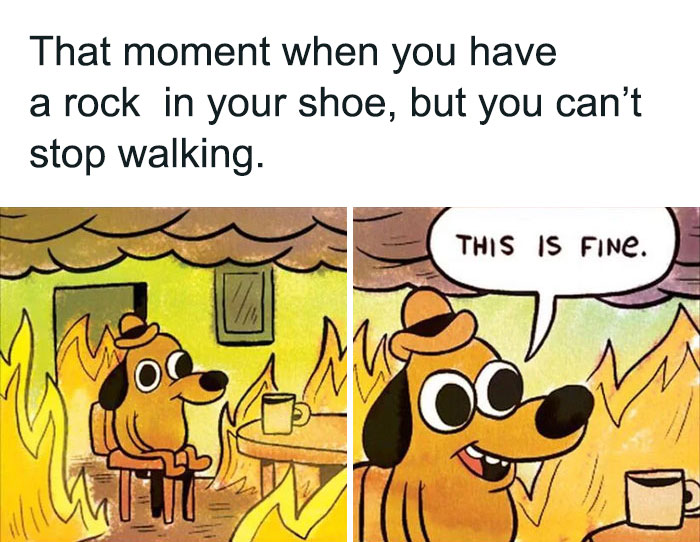 That moment when you have
a rock  in your shoe, but you can’t
stop walking.
THIS IS FINe.